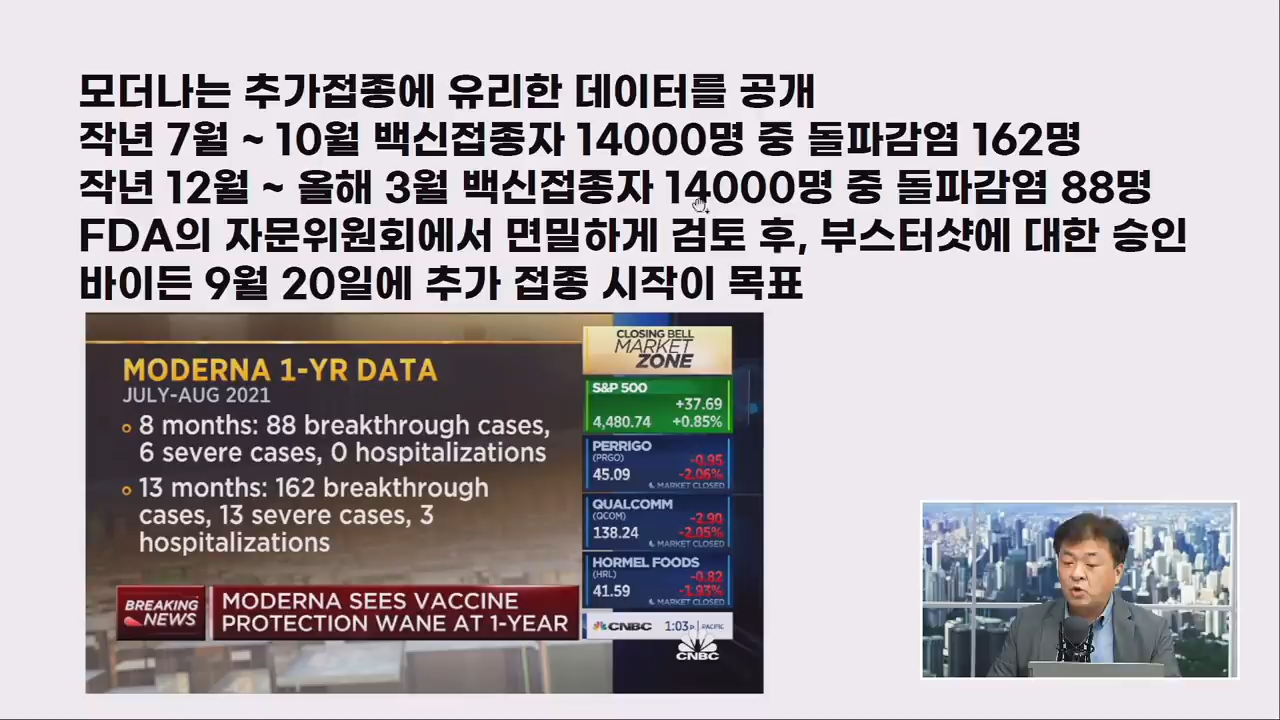 모더나는 추가접종에 유리한 데이터를 공개
작년 7월 ~ 10월 백신접종자 14000명 중 돌파감염 162명
작년 12월 ~ 올해 3월 백신접종자 14000명 중 돌파감염 88명
FDA의 자문위원회에서 면밀하게 검토 후, 부스터샷에 대한 승인
바이든 9월 20일에 추가 접종 시작이 목표
MODERNA 1-YR DATA
JULY-AUG 2021
8 months: 88 breakthrough cases,
6 severe cases, 0 hospitalizations
13 months: 162 breakthrough
cases, 13 severe cases, 3
hospitalizations
BREAKING
NEWS
MODERNA SEES VACCINE
PROTECTION WANE AT 1-YEAR
CLOSING BELL
MARKET
ZONE
S&P 500
+37.69
4,480.74 +0.85%
PERRIGO
(PRGO) -0.95
45.09 -2.06%
MARKET CLOSED
QUALCOMM
(QCOM) -2.90
138.24 -2.05%
MARKET CLOSED
HORMEL FOODS
(HRL) -0.82
41.59 -1.93%
MARKET CLOSED
CNBC 1:03P PACIFIC
CNBC